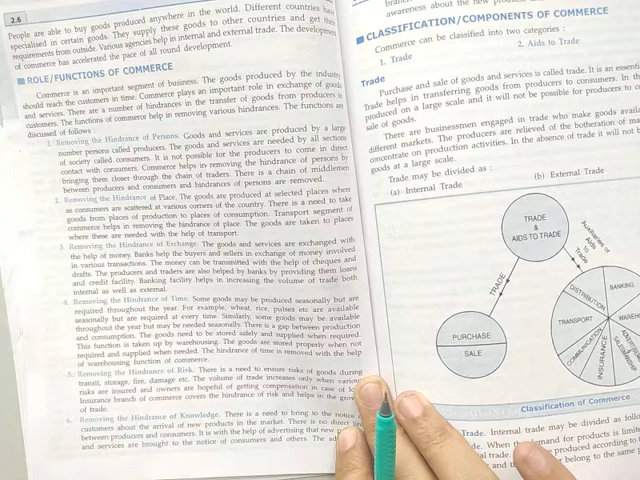 2.6
People are able to buy goods produced anywhere in the world. Different countries have
specialised in certain goods. They supply these goods to other countries and get their
requirements from outside. Various agencies help in internal and external trade. The development
of commerce has accelerated the pace of all round development.
ROLE/FUNCTIONS OF COMMERCE
Commerce is an important segment of business. The goods produced by the industry
should reach the customers in time. Commerce plays an important role in exchange of goods
and services. There are a number of hindrances in the transfer of goods from producers to
customers. The functions of commerce help in removing various hindrances. The functions are
discussed of follows :
1. Removing the Hindrance of Persons. Goods and services are produced by a large
number persona called producers. The goods and services are needed by all sections
of society called consumers. It is not possible for the producers to come in direct
contact with consumers. Commerce helps in removing the hindrance of persons by
bringing them closer through the chain of traders. There is a chain of middlemen
between producers and consumers and hindrances of persons are removed.
2. Removing the Hindrance of Place. The goods are produced at selected places where
as consumers are scattered at various corners of the country. There is a need to take
goods from places of production to places of consumption. Transport segment of
commerce helps in removing the hindrance of place. The goods are taken to places
where these are needed with the help of transport.
3. Removing the Hindrance of Exchange. The goods and services are exchanged with
the help of money. Banks help the buyers and sellers in exchange of money involved
in various transactions. The money can be transmitted with the help of cheques and
drafts. The producers and traders are also helped by banks by providing them loans
and credit facility. Banking facility helps in increasing the volume of trade both
internal as well as external.
4. Removing the Hindrance of Time. Some goods may be produced seasonally but are
required throughout the year. For example, wheat, rice, pulses etc are available
seasonally but are required at every time. Similarly, some goods may be available
throughout the year but may be needed seasonally. There is a gap between production
and consumption. The goods need to be stored safely and supplied when required.
This function is taken up by warehousing. The goods are stored properly when not
required and supplied when needed. The hindrance of time is removed with the help
of warehousing function of commerce.
5. Removing the Hindrance of Risk. There is a need to ensure risks of goods during
transit, storage, fire, damage etc. The volume of trade increases only when various
risks are insured and owners are hopeful of getting compensation in case of
Insurance branch of commerce covers the hindrance of risk and helps in the
of trade.
6. Removing the Hindrance of Knowledge. There is a need to bring to the notice
customers about the arrival of new products in the market. There is no direct
between producers and consumers. It is with the help of advertising that new
and services are brought to the notice of consumers and others. The
awareness about the new
CLASSIFICATION/COMPONENTS OF COMMERCE
Commerce can be classified into two categories :
1. Trade 2. Aids to Trade
Trade
Purchase and sale of goods and services is called trade. It is an
Trade helps in transferring goods from producers to consumers. In
produced on a large scale and it will not be possible for producers to
sale of goods.
There are businessmen engaged in trade who make goods
different markets. The producers are relieved of the botheration of
concentrate on production activities. In the absence of trade it will not
goods at a large scale.
Trade may be divided as :
(a) Internal Trade (b) External Trade
TRADE
&
AIDS TO TRADE
TRADE
Auxiliaries or
Aids
to
Trade
PURCHASE
SALE
DISTRIBUTION
BANKING
TRANSPORT
COMMUNICATION
INSURANCE
Classification of Commerce
Trade. Internal trade may be divided as
trade. When the demand for products is